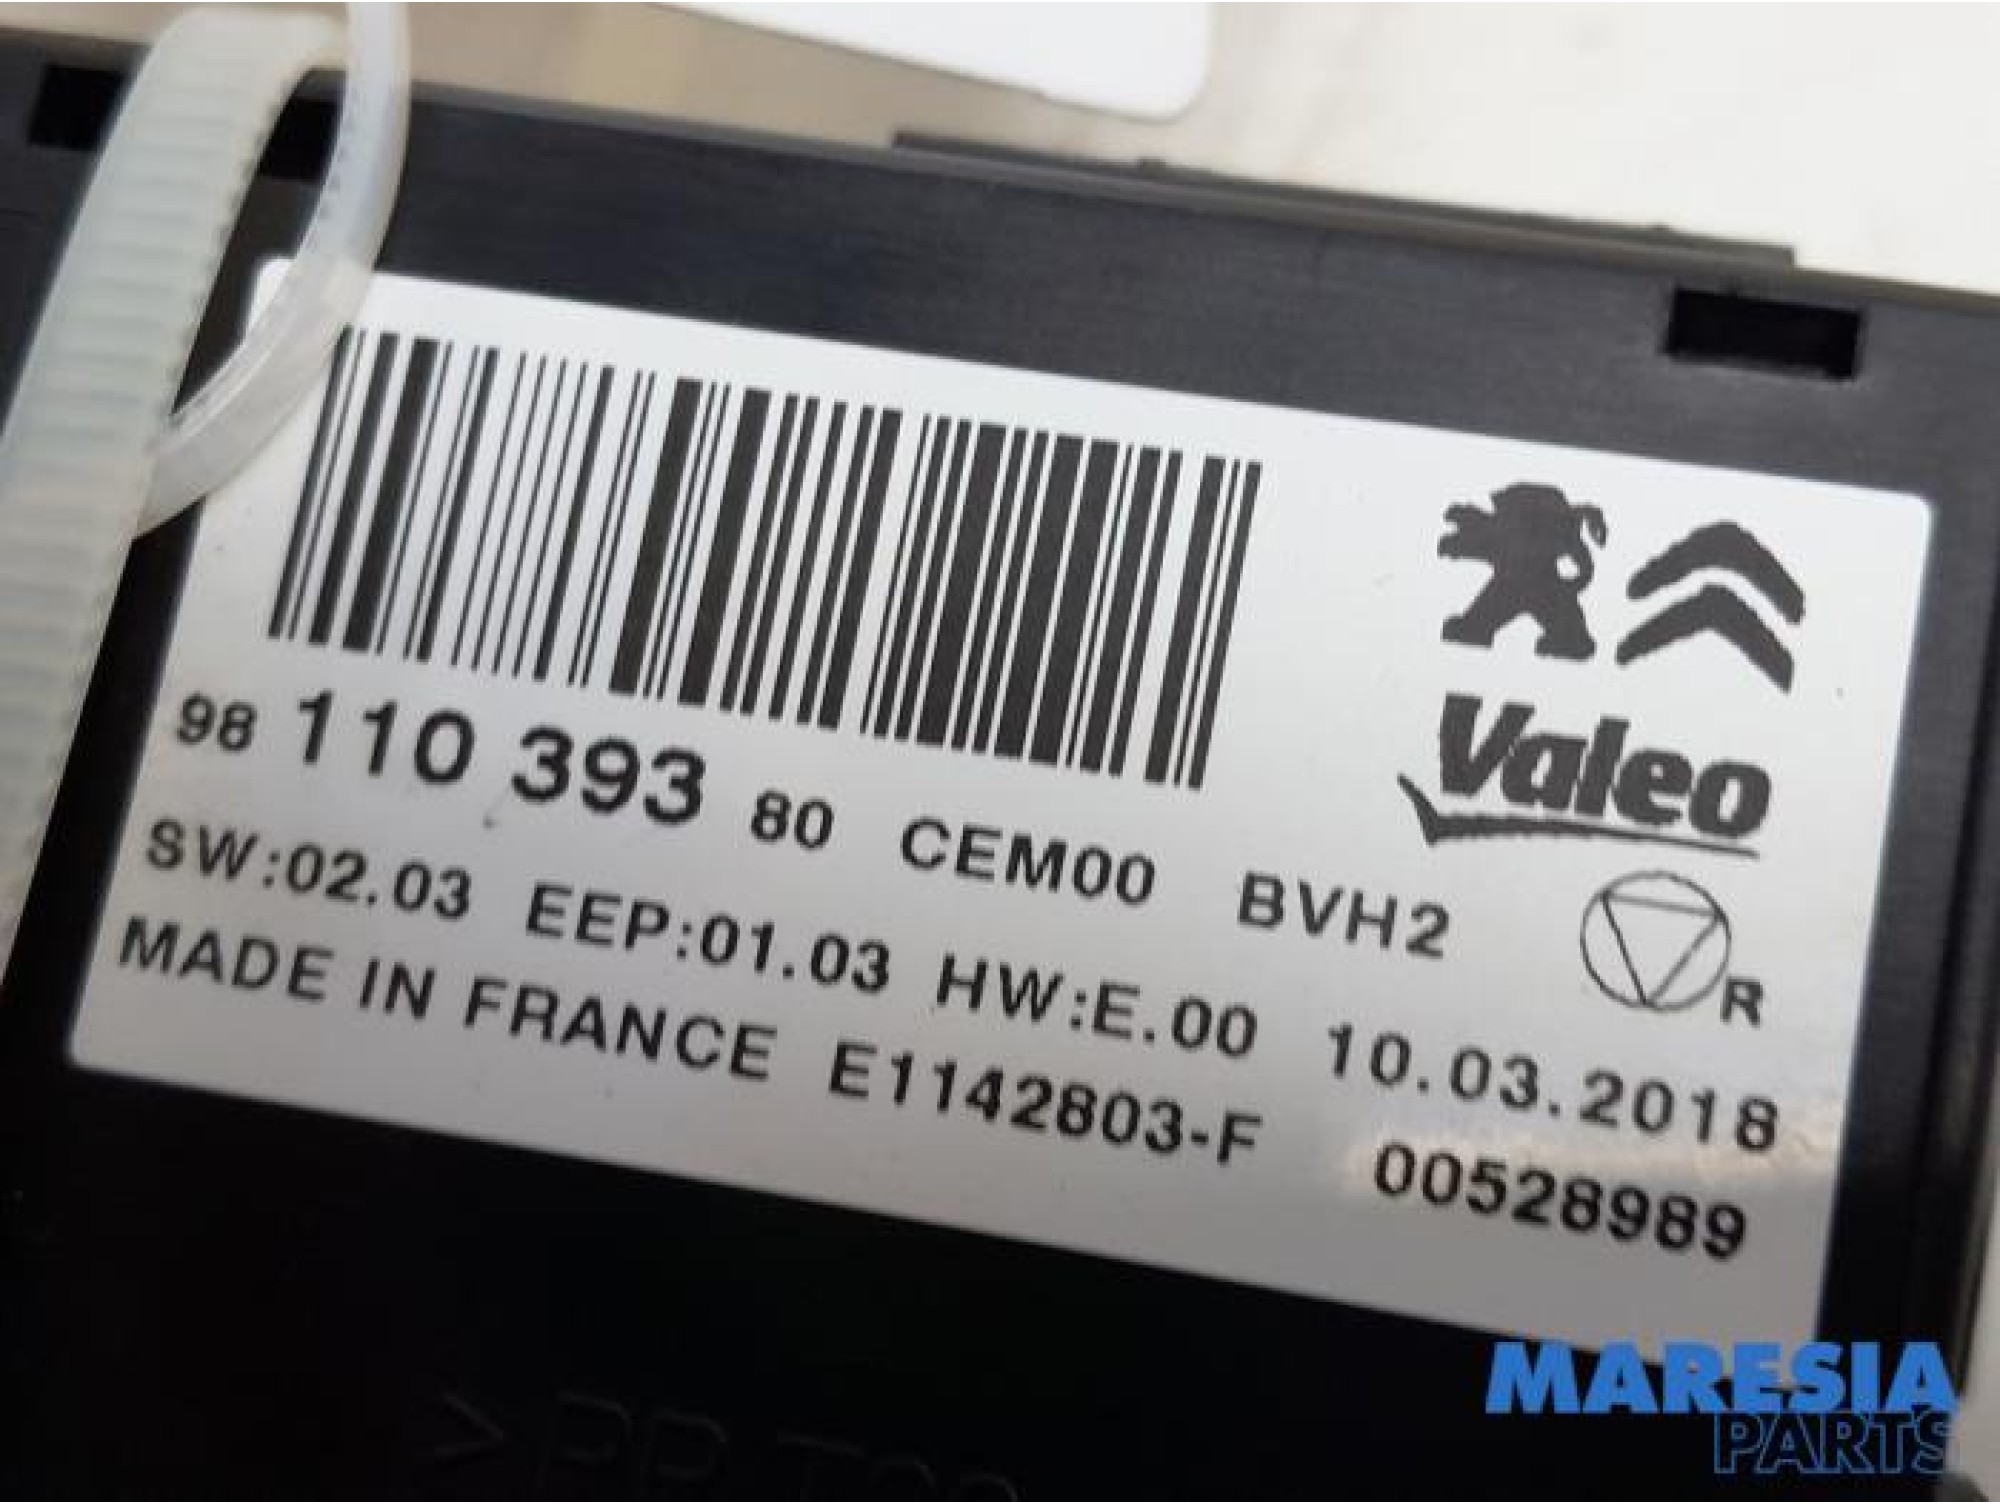 Valeo
98 110 393 80 CEM00 BVH2
R
SW:02.03 EEP:01.03 HW:E.00 10.03.2018
MADE IN FRANCE E1142803-F 00528989
MARESIA
PARTS